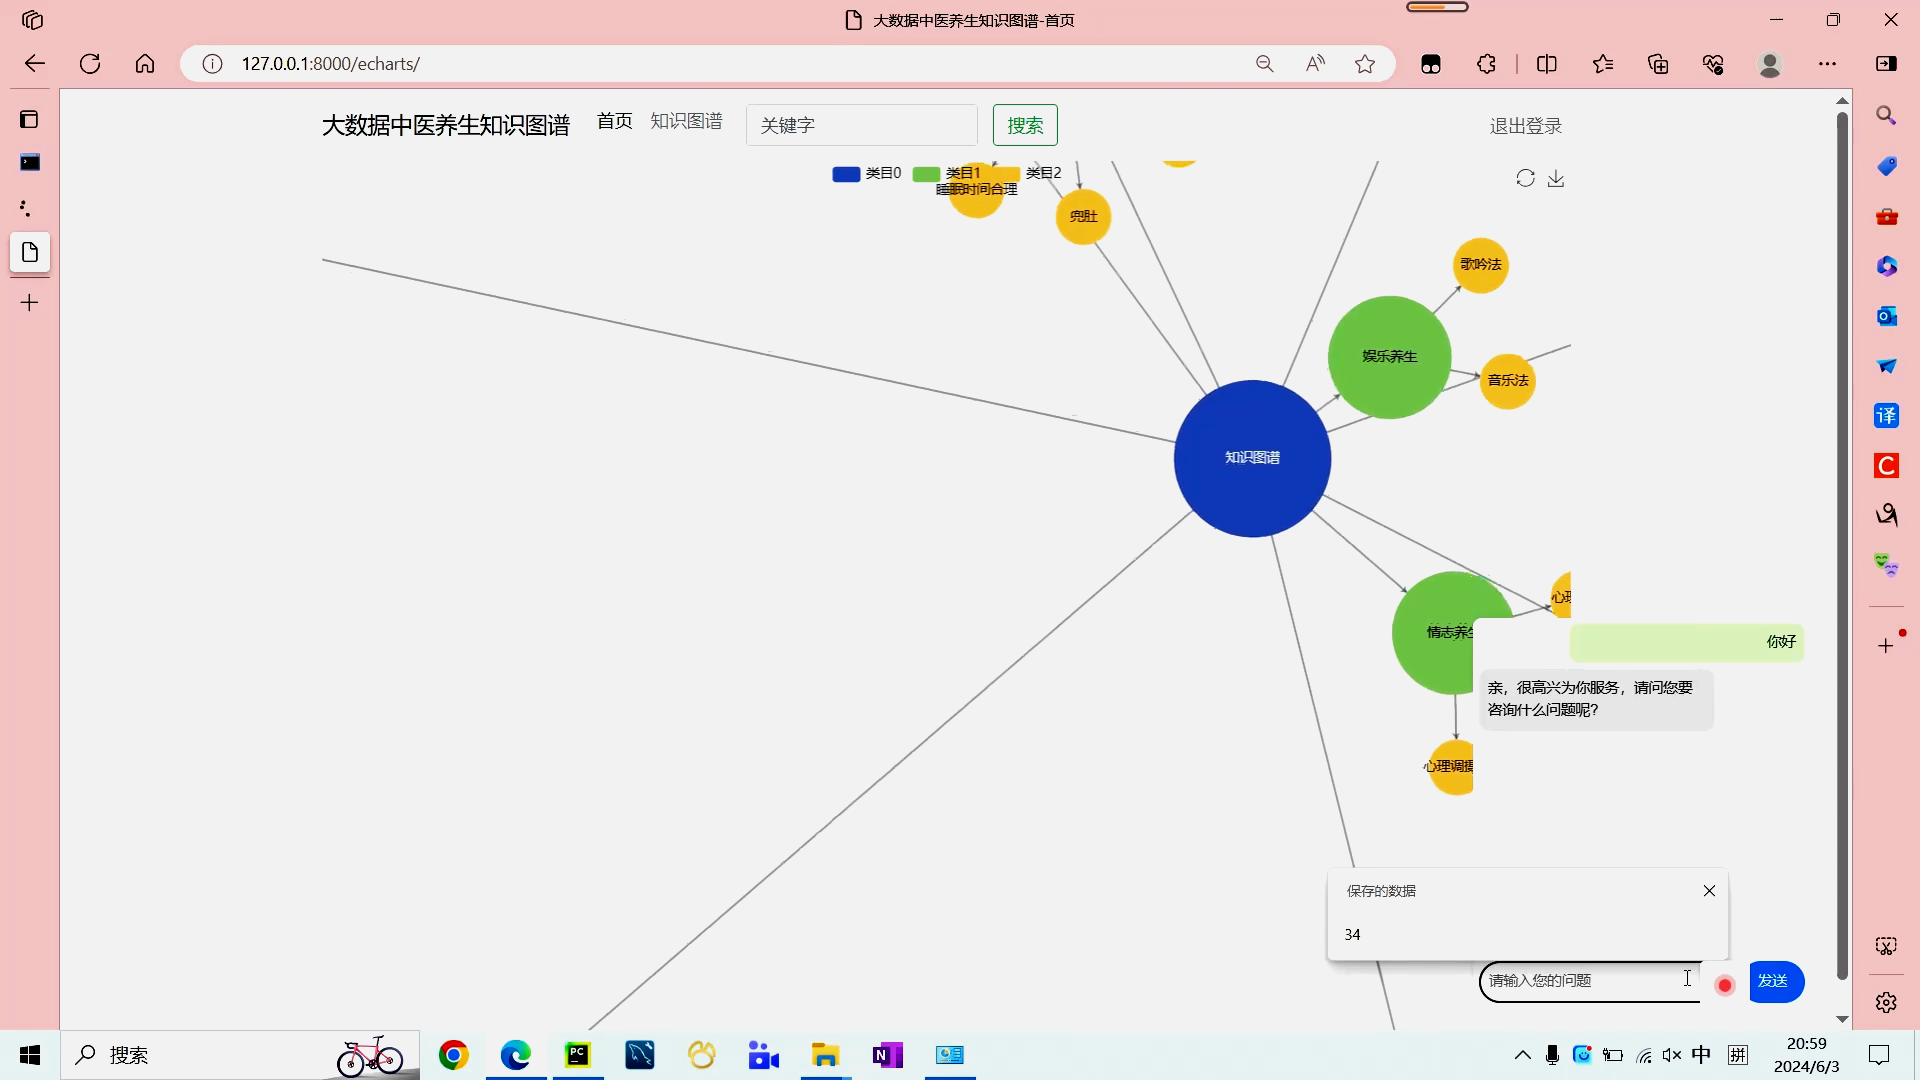 大数据中医养生知识图谱-首页
127.0.0.1:8000/echarts/
大数据中医养生知识图谱
首页
知识图谱
关键字
搜索
退出登录
类目0
类目1
类目2
睡眠时间合理
兜肚
歌吟法
娱乐养生
音乐法
知识图谱
心理
情志养生
你好
亲，很高兴为你服务，请问您要
咨询什么问题呢?
心理调摄
保存的数据
34
请输入您的问题
发送
译
搜索
中
拼
20:59
2024/6/3